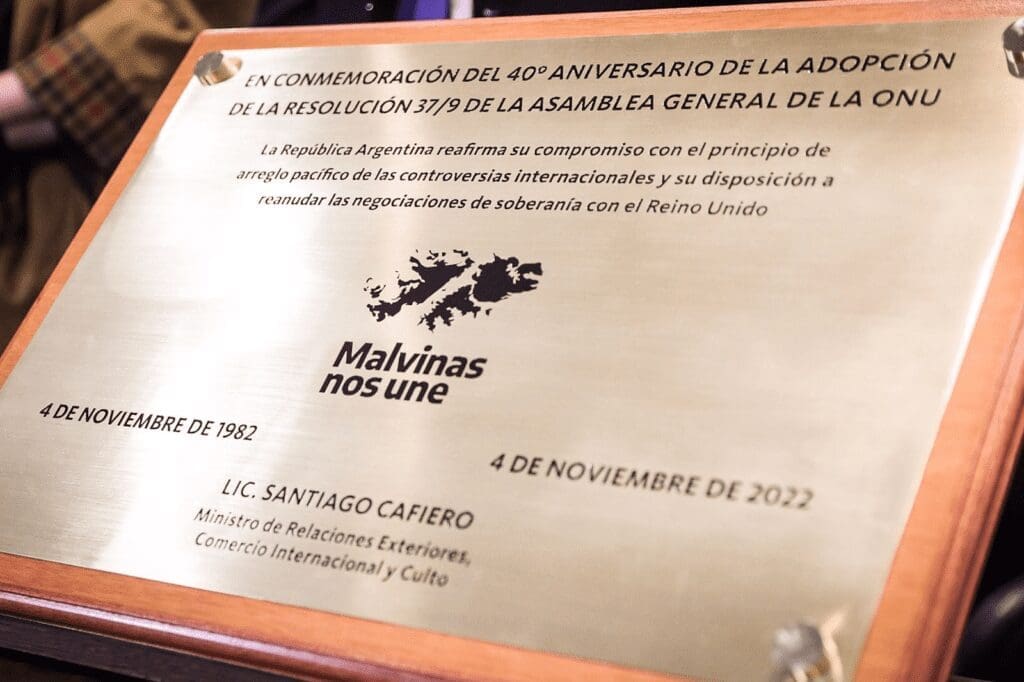 EN CONMEMORACIÓN DEL 40º ANIVERSARIO DE LA ADOPCIÓN
DE LA RESOLUCIÓN 37/9 DE LA ASAMBLEA GENERAL DE LA ONU
La República Argentina reafirma su compromiso con el principio de
arreglo pacífico de las controversias internacionales y su disposición a
reanudar las negociaciones de soberanía con el Reino Unido
Malvinas
nos une
4 DE NOVIEMBRE DE 1982
4 DE NOVIEMBRE DE 2022
LIC. SANTIAGO CAFIERO
Ministro de Relaciones Exteriores,
Comercio Internacional y Culto